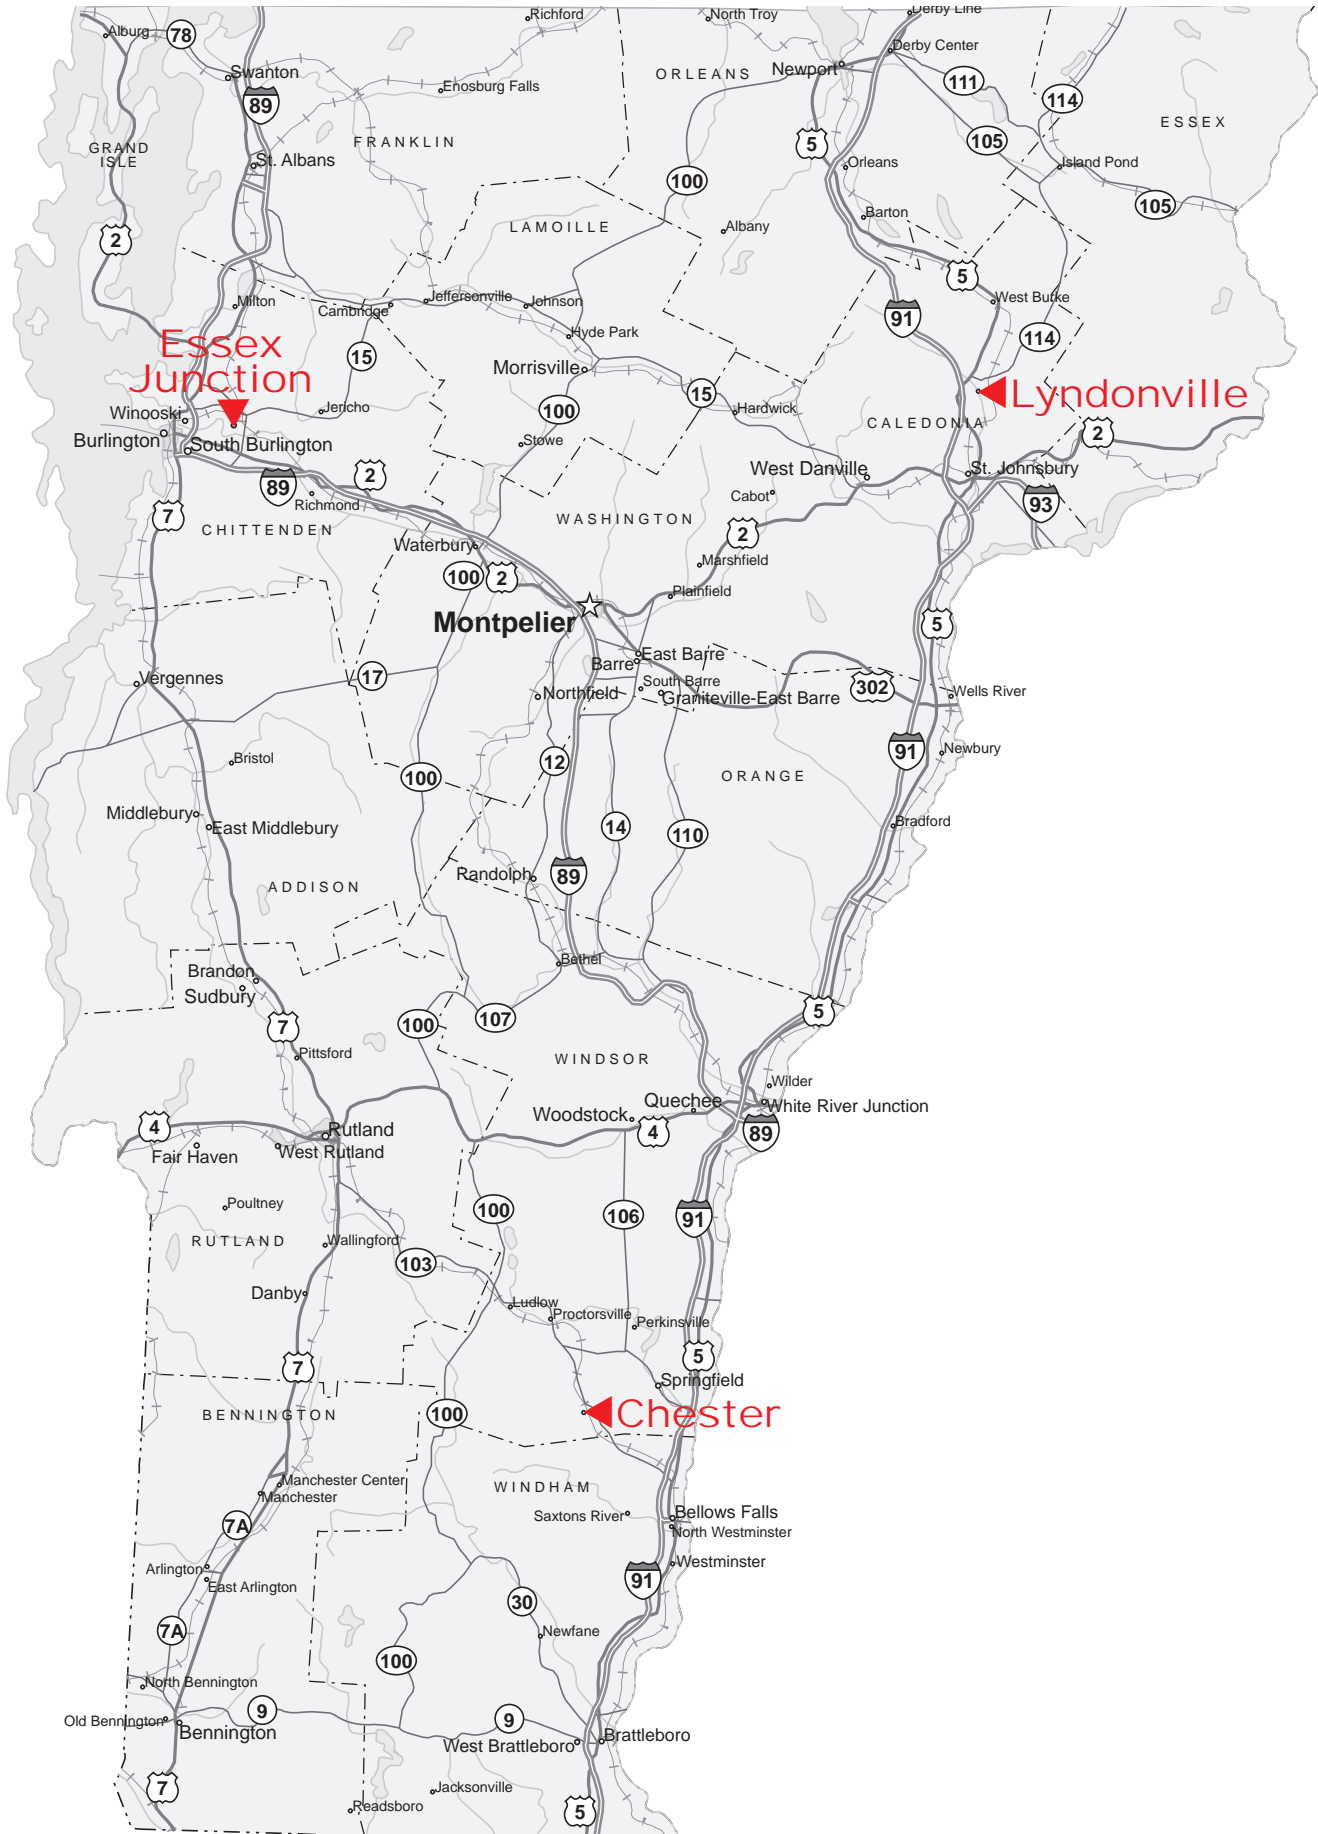 Richford
North Troy
Derby Line
Alburg
78
Derby Center
Swanton
ORLEANS
Newport
111
Enosburg Falls
89
114
FRANKLIN
5
105
ESSEX
GRAND
ISLE
St. Albans
Orleans
Island Pond
100
105
Barton
LAMOILLE
Albany
2
5
Milton
Cambridge
Jeffersonville
Johnson
West Burke
91
Hyde Park
114
Essex
Junction
15
Morrisville
15
Lyndonville
Winooski
Jericho
100
Hardwick
CALEDONIA
2
Burlington
South Burlington
Stowe
West Danville
St. Johnsbury
89
2
Cabot
93
Richmond
7
CHITTENDEN
WASHINGTON
2
Waterbury
Marshfield
100
2
Plainfield
Montpelier
5
East Barre
Barre
17
South Barre
Vergennes
302
Northfield
Graniteville-East Barre
Wells River
91
Newbury
Bristol
12
100
ORANGE
Middlebury
14
110
Bradford
East Middlebury
Randolph
89
ADDISON
Bethel
Brandon
Sudbury
5
7
100
107
Pittsford
WINDSOR
Wilder
Quechee
White River Junction
Woodstock
4
Rutland
4
89
Fair Haven
West Rutland
Poultney
100
106
91
RUTLAND
Wallingford
103
Danby
Ludlow
Proctorsville
Perkinsville
7
5
Springfield
BENNINGTON
100
Chester
Manchester Center
Manchester
WINDHAM
Saxtons River
Bellows Falls
7A
North Westminster
Arlington
Westminster
East Arlington
91
30
7A
Newfane
100
North Bennington
9
9
Old Bennington
Bennington
West Brattleboro
Brattleboro
7
Jacksonville
Readsboro
5